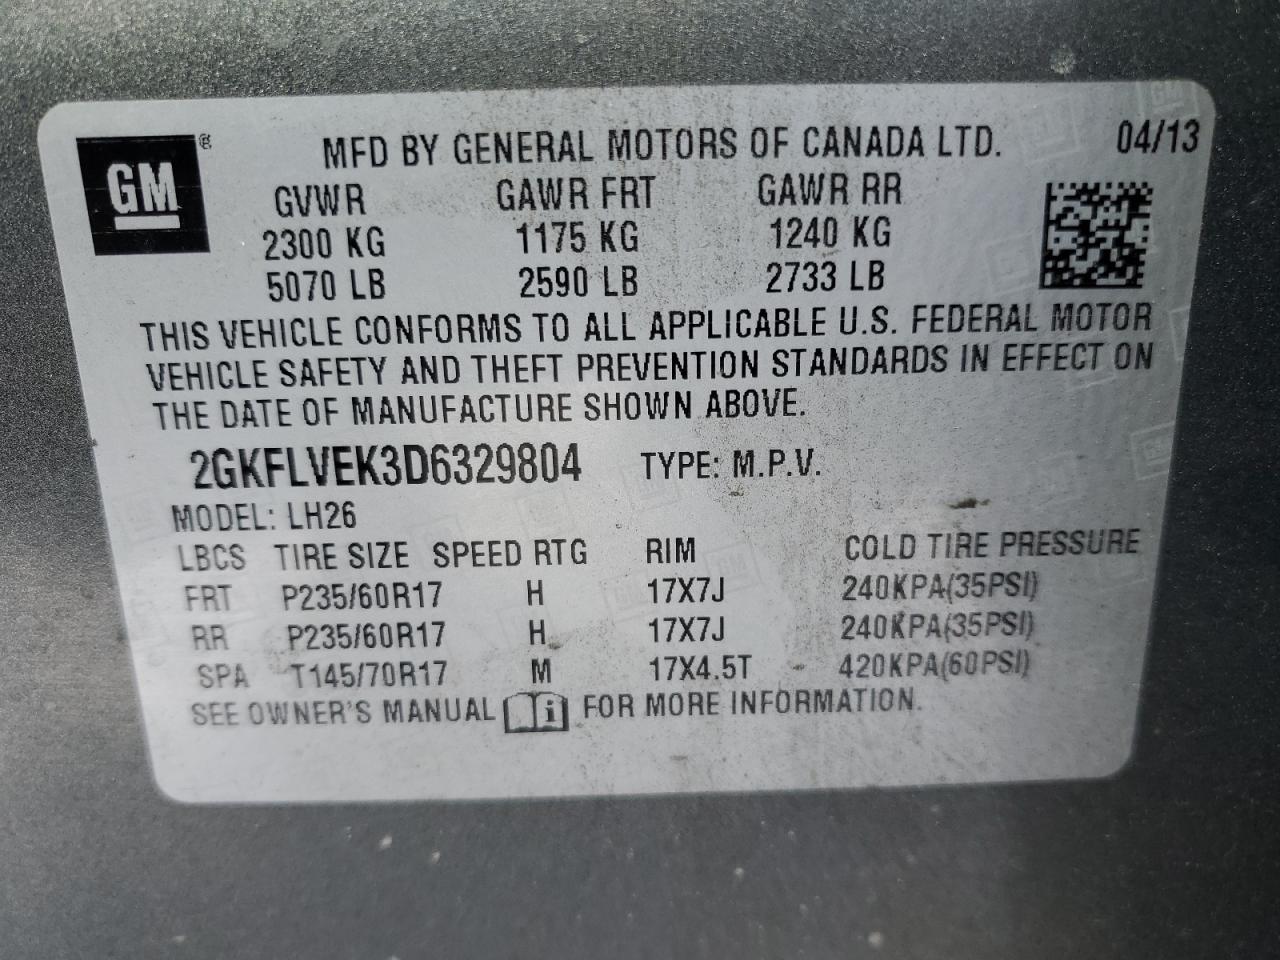 GM ® MFD BY GENERAL MOTORS OF CANADA LTD. 04/13
GVWR GAWR FRT GAWR RR
2300 KG 1175 KG 1240 KG
5070 LB 2590 LB 2733 LB
THIS VEHICLE CONFORMS TO ALL APPLICABLE U.S. FEDERAL MOTOR
VEHICLE SAFETY AND THEFT PREVENTION STANDARDS IN EFFECT ON
THE DATE OF MANUFACTURE SHOWN ABOVE.
2GKFLVEK3D6329804 TYPE: M.P.V.
MODEL: LH26
LBCS TIRE SIZE SPEED RTG RIM COLD TIRE PRESSURE
FRT P235/60R17 H 17X7J 240KPA(35PSI)
RR P235/60R17 H 17X7J 240KPA(35PSI)
SPA T145/70R17 M 17X4.5T 420KPA(60PSI)
SEE OWNER'S MANUAL i FOR MORE INFORMATION.